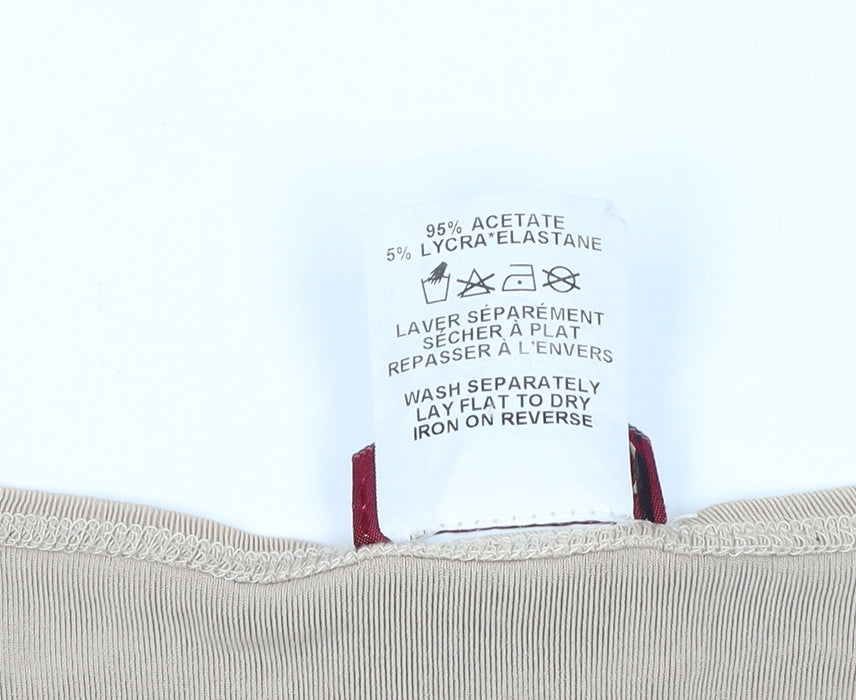 95% ACETATE
5% LYCRA*ELASTANE
LAVER SÉPARÉMENT
SÉCHER À PLAT
REPASSER À L'ENVERS
WASH SEPARATELY
LAY FLAT TO DRY
IRON ON REVERSE